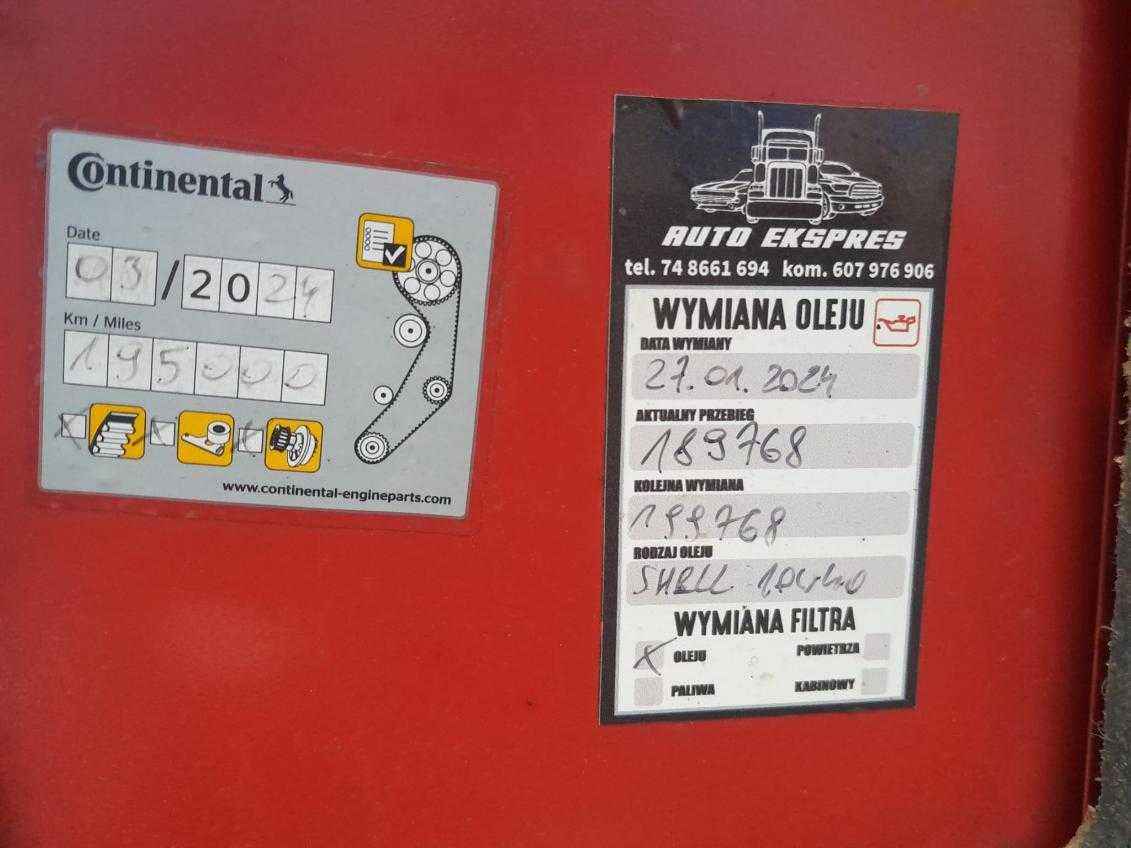 Continental
Date
03/2024
Km / Miles
195000
www.continental-engineparts.com
AUTO EKSPRES
tel. 74 8661 694 kom. 607 976 906
WYMIANA OLEJU
DATA WYMIANY
27.01.2024
AKTUALNY PRZEBIEG
189768
KOLEJNA WYMIANA
199768
RODZAJ OLEJU
SHELL 10W40
WYMIANA FILTRA
X OLEJU POWIETRZA
PALIWA KABINOWY